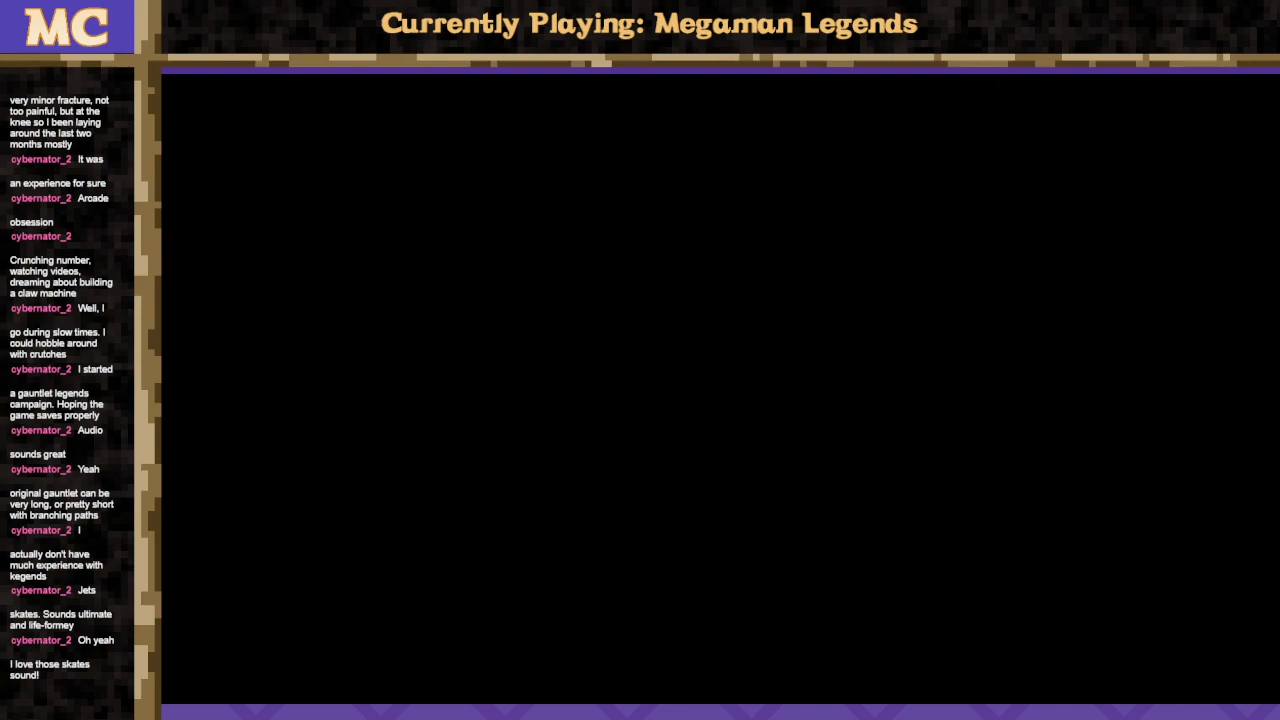 MC
Currently Playing: Megaman Legends
very minor fracture, not
too painful, but at the
knee so I been laying
around the last two
months mostly
cybernator_2 It was
an experience for sure
cybernator_2 Arcade
obsession
cybernator_2
Crunching number,
watching videos,
dreaming about building
a claw machine
cybernator_2 Well, I
go during slow times. I
could hobble around
with crutches
cybernator_2 I started
a gauntlet legends
campaign. Hoping the
game saves properly
cybernator_2 Audio
sounds great
cybernator_2 Yeah
original gauntlet can be
very long, or pretty short
with branching paths
cybernator_2 I
actually don't have
much experience with
kegends
cybernator_2 Jets
skates. Sounds ultimate
and life-formey
cybernator_2 Oh yeah
I love those skates
sound!